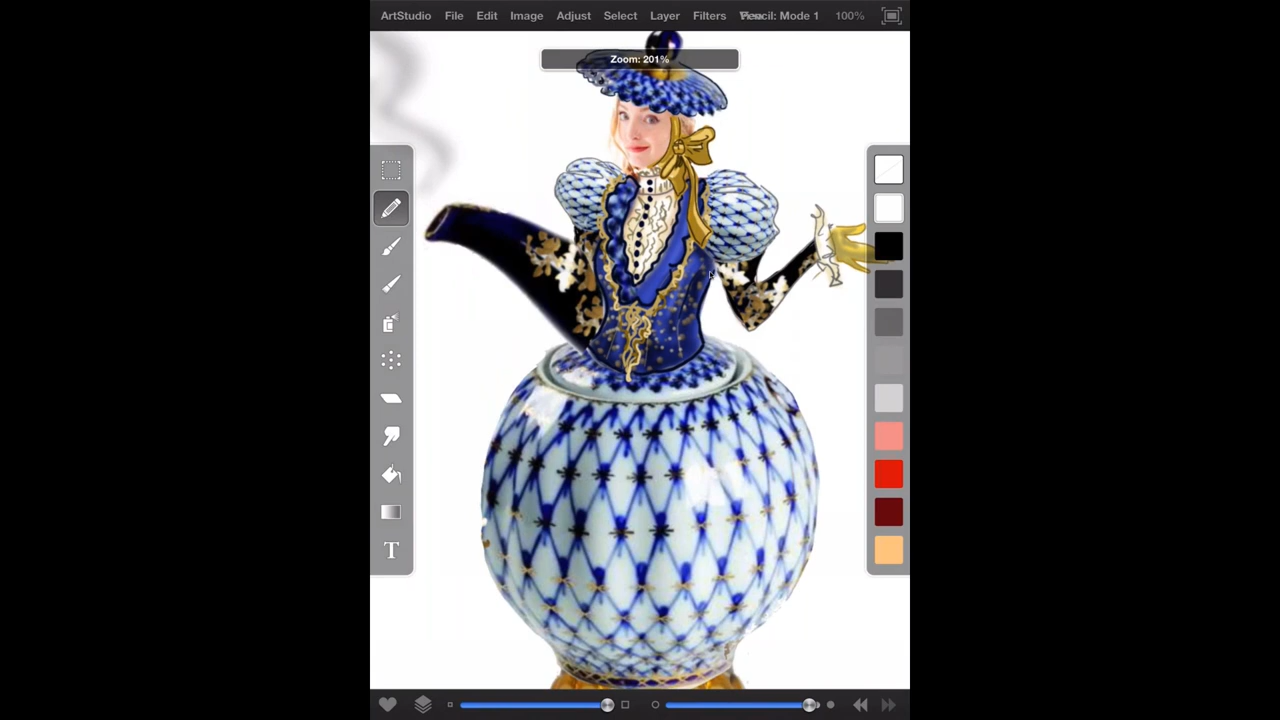 ArtStudio File Edit Image Adjust Select Layer Filters Pencil: Mode 1 100%
Zoom: 201%
T